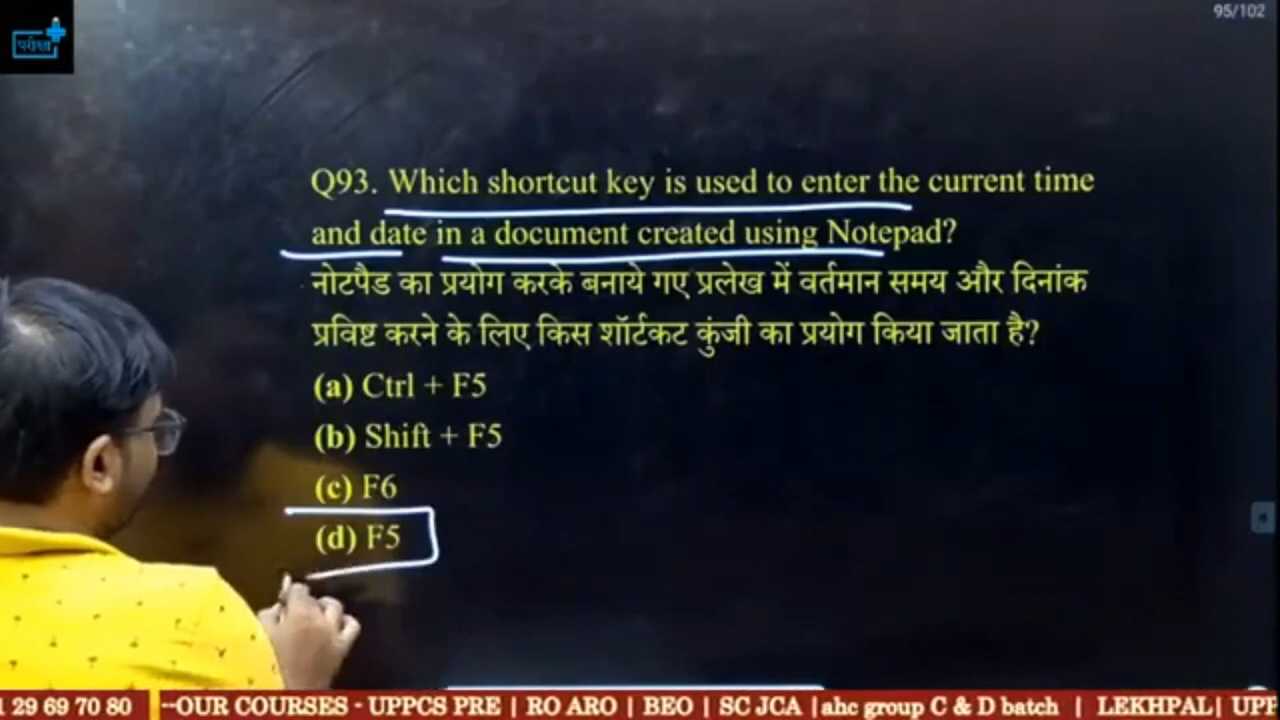 95/102
परीक्षा
Q93. Which shortcut key is used to enter the current time
and date in a document created using Notepad?
नोटपैड का प्रयोग करके बनाये गए प्रलेख में वर्तमान समय और दिनांक
प्रविष्ट करने के लिए किस शॉर्टकट कुंजी का प्रयोग किया जाता है?
(a) Ctrl + F5
(b) Shift + F5
(c) F6
(d) F5
29 69 70 80 --OUR COURSES - UPPCS PRE | RO ARO | BEO | SC JCA |ahc group C & D batch | LEKHPAL|